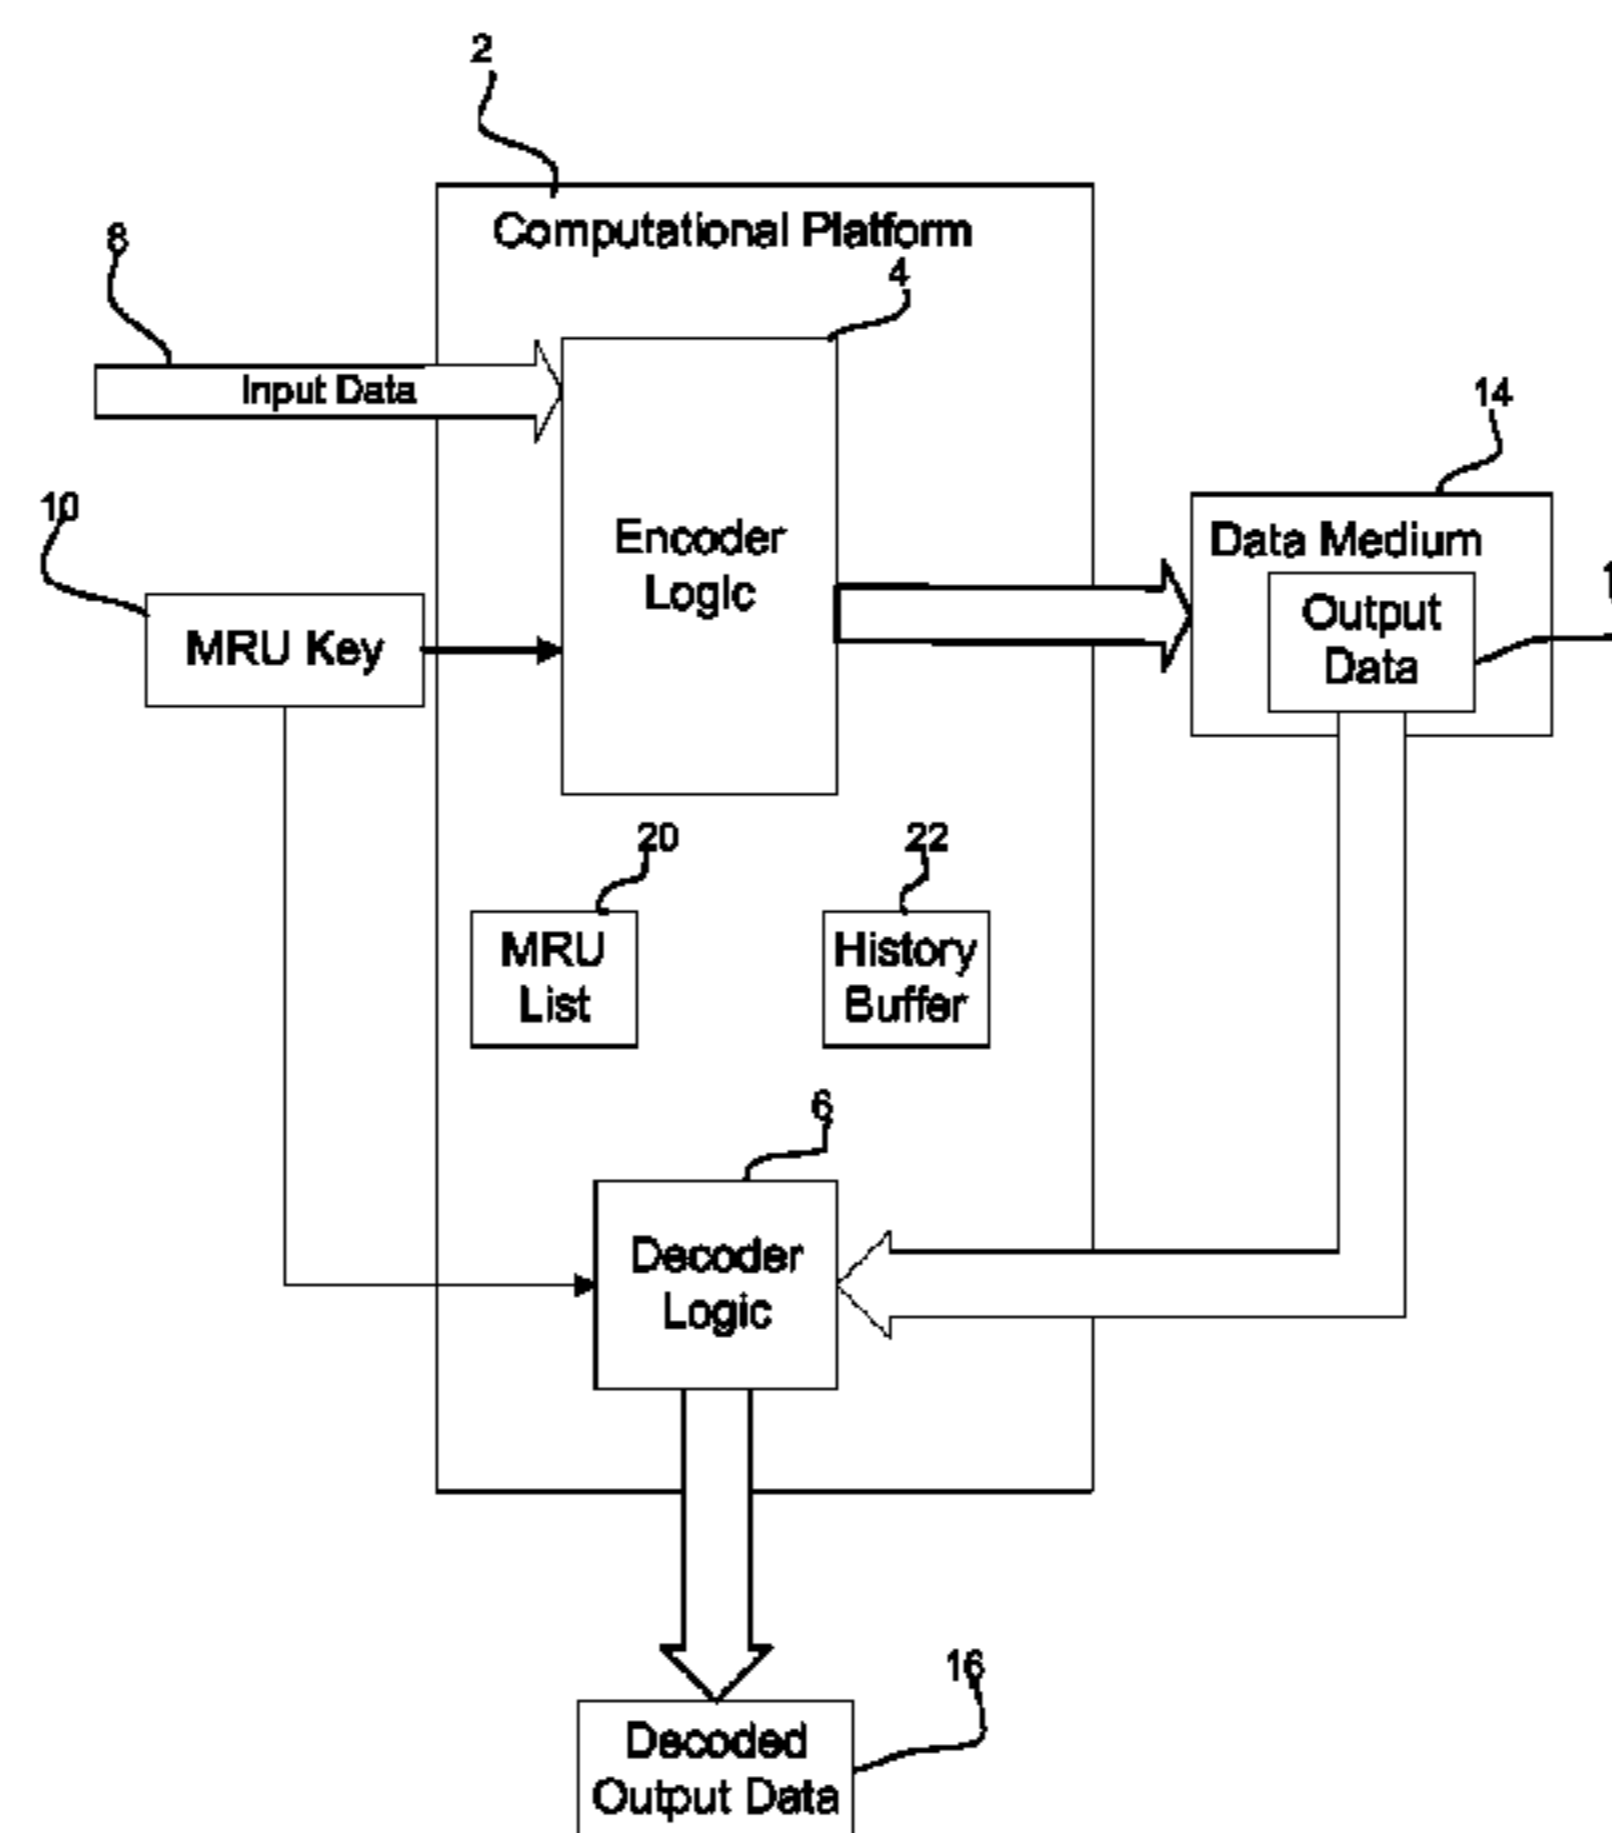 2
Computational Platform
8
4
Input Data
14
10
Encoder
Logic
Data Medium
Output
Data
MRU Key
20
22
MRU
List
History
Buffer
6
Decoder
Logic
16
Decoded
Output Data